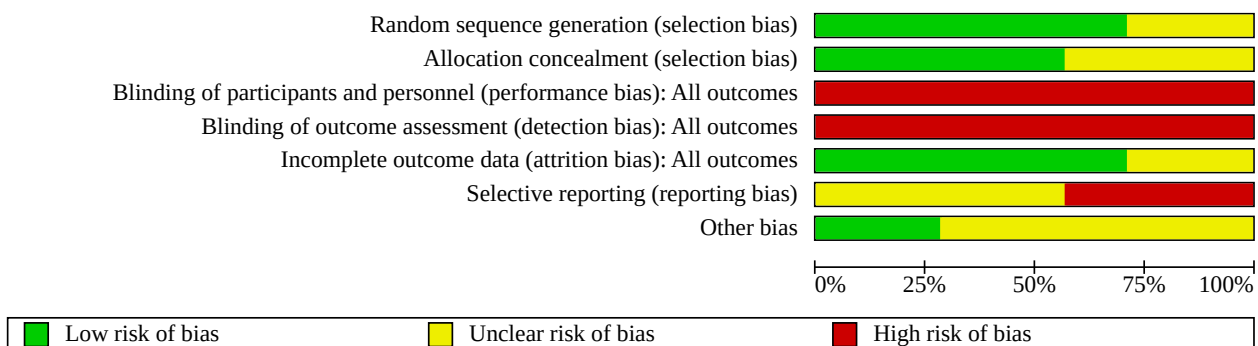 Random sequence generation (selection bias)
Allocation concealment (selection bias)
Blinding of participants and personnel (performance bias): All outcomes
Blinding of outcome assessment (detection bias): All outcomes
Incomplete outcome data (attrition bias): All outcomes
Selective reporting (reporting bias)
Other bias
0% 25% 50% 75% 100%
Low risk of bias Unclear risk of bias High risk of bias